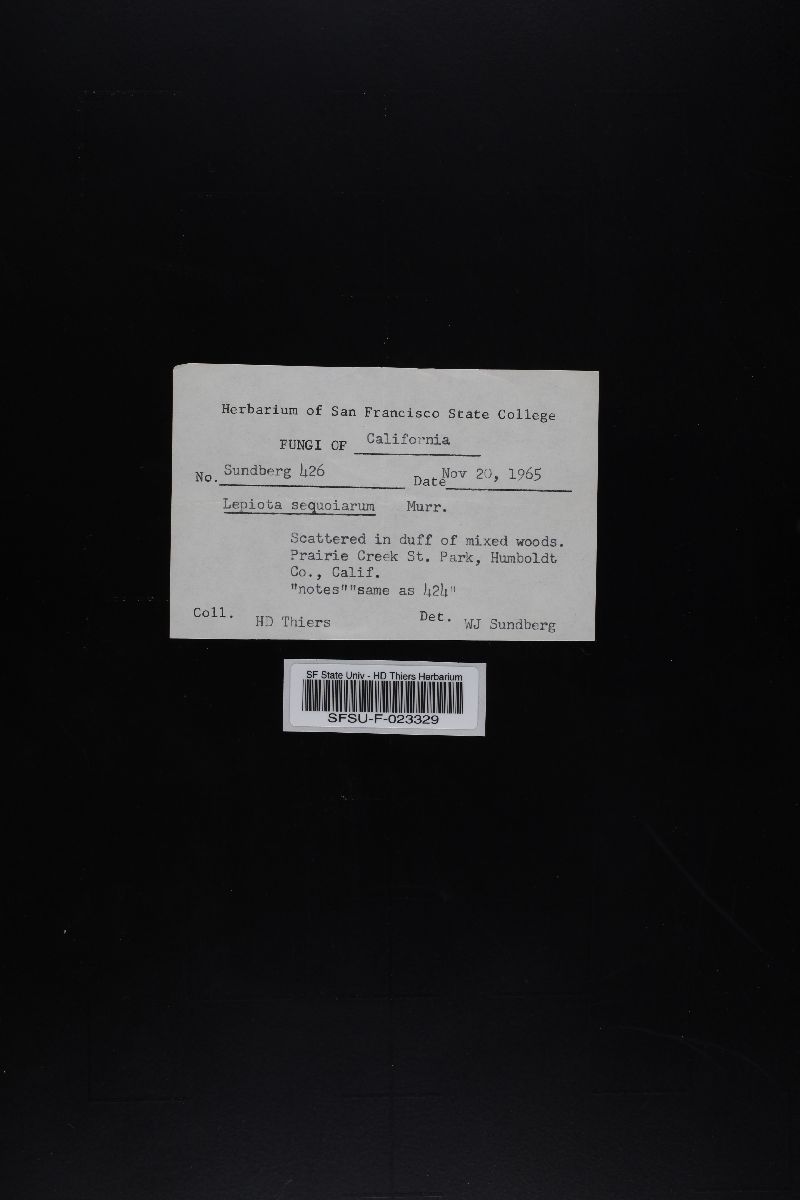 Herbarium of San Francisco State College
FUNGI OF California
No. Sundberg 426 Date Nov 20, 1965
Lepiota sequoiarum Murr.
Scattered in duff of mixed woods.
Prairie Creek St. Park, Humboldt
Co., Calif.
"notes""same as 424"
Coll. HD Thiers Det. WJ Sundberg
SF State Univ - HD Thiers Herbarium
SFSU-F-023329